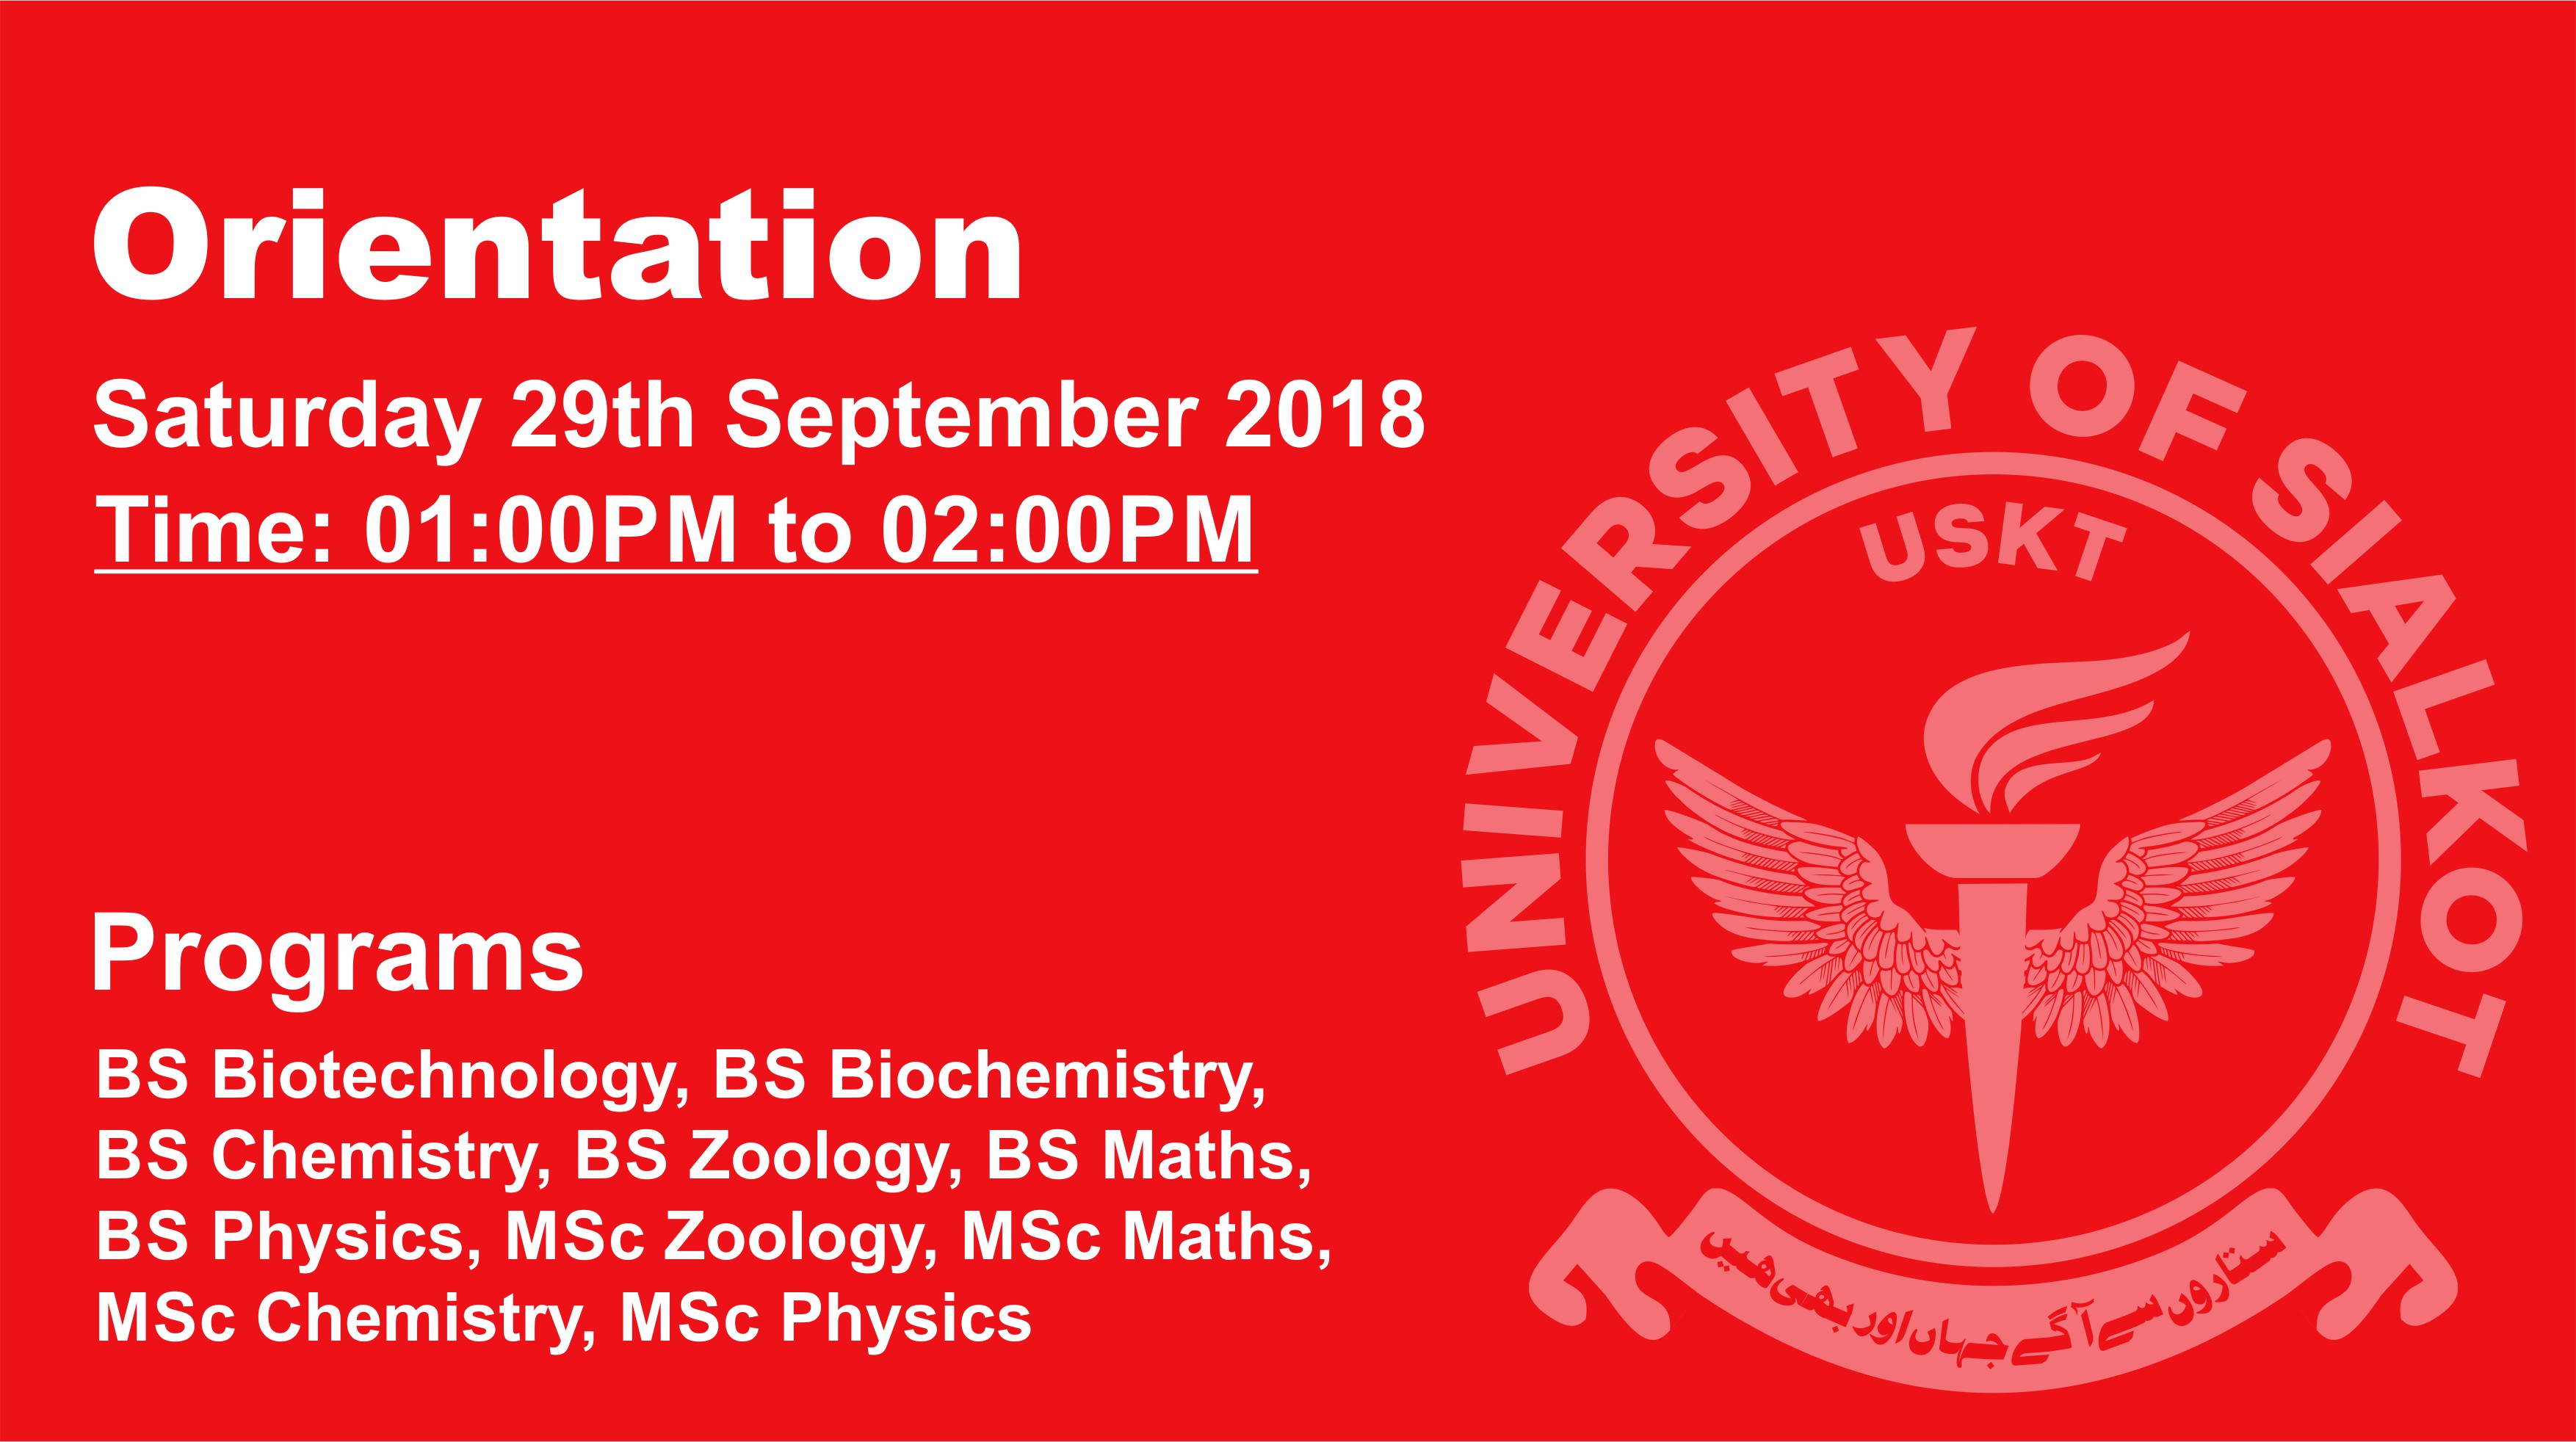 Orientation
Saturday 29th September 2018
Time: 01:00PM to 02:00PM
Programs
BS Biotechnology, BS Biochemistry,
BS Chemistry, BS Zoology, BS Maths,
BS Physics, MSc Zoology, MSc Maths,
MSc Chemistry, MSc Physics
UNIVERSITY OF SIALKOT
USKT
ستاروں سے آگے جہاں اور بھی ھیں